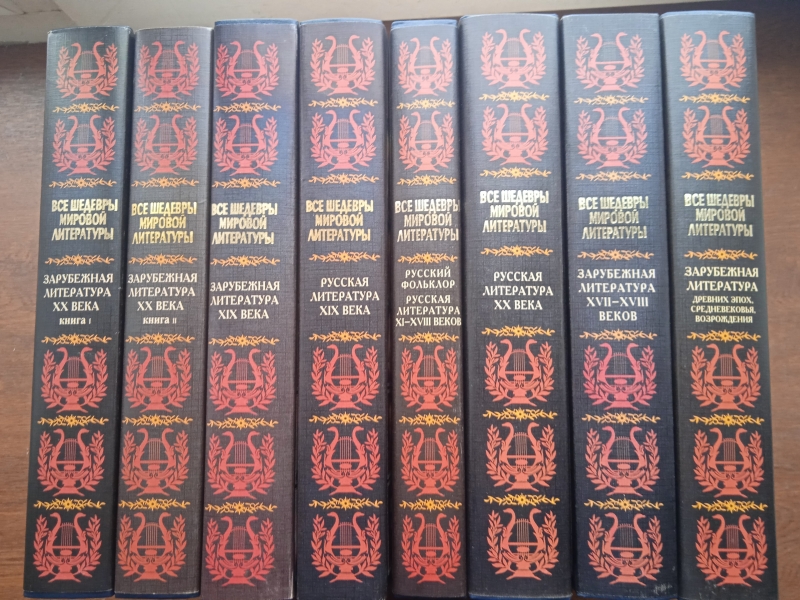 ВСЕ ШЕДЕВРЫ
МИРОВОЙ
ЛИТЕРАТУРЫ
ЗАРУБЕЖНАЯ
ЛИТЕРАТУРА
XX ВЕКА
КНИГА I
ВСЕ ШЕДЕВРЫ
МИРОВОЙ
ЛИТЕРАТУРЫ
ЗАРУБЕЖНАЯ
ЛИТЕРАТУРА
XX ВЕКА
КНИГА II
ВСЕ ШЕДЕВРЫ
МИРОВОЙ
ЛИТЕРАТУРЫ
ЗАРУБЕЖНАЯ
ЛИТЕРАТУРА
XIX ВЕКА
ВСЕ ШЕДЕВРЫ
МИРОВОЙ
ЛИТЕРАТУРЫ
РУССКАЯ
ЛИТЕРАТУРА
XIX ВЕКА
ВСЕ ШЕДЕВРЫ
МИРОВОЙ
ЛИТЕРАТУРЫ
РУССКИЙ
ФОЛЬКЛОР
РУССКАЯ
ЛИТЕРАТУРА
XI–XVIII ВЕКОВ
ВСЕ ШЕДЕВРЫ
МИРОВОЙ
ЛИТЕРАТУРЫ
РУССКАЯ
ЛИТЕРАТУРА
XX ВЕКА
ВСЕ ШЕДЕВРЫ
МИРОВОЙ
ЛИТЕРАТУРЫ
ЗАРУБЕЖНАЯ
ЛИТЕРАТУРА
XVII–XVIII
ВЕКОВ
ВСЕ ШЕДЕВРЫ
МИРОВОЙ
ЛИТЕРАТУРЫ
ЗАРУБЕЖНАЯ
ЛИТЕРАТУРА
ДРЕВНИХ ЭПОХ,
СРЕДНЕВЕКОВЬЯ,
ВОЗРОЖДЕНИЯ